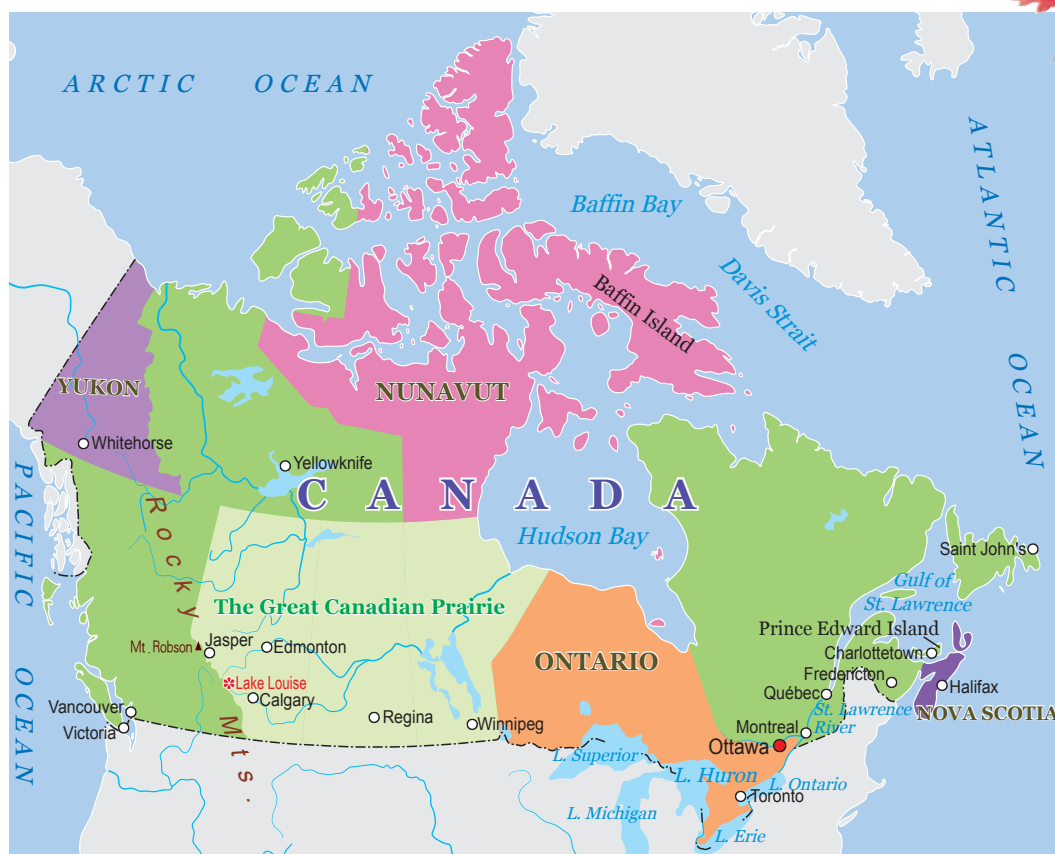 ARCTIC OCEAN
ATLANTIC OCEAN
Baffin Bay
Davis Strait
Baffin Island
YUKON
NUNAVUT
Whitehorse
Yellowknife
PACIFIC OCEAN
CANADA
Rocky Mts.
Hudson Bay
Saint John's
Gulf of
St. Lawrence
The Great Canadian Prairie
Prince Edward Island
Mt. Robson
Jasper
Edmonton
ONTARIO
Charlottetown
Fredericton
Lake Louise
Calgary
Québec
Halifax
Vancouver
Victoria
Regina
Winnipeg
St. Lawrence
River
NOVA SCOTIA
Montreal
Ottawa
L. Superior
L. Huron
L. Ontario
Toronto
L. Michigan
L. Erie